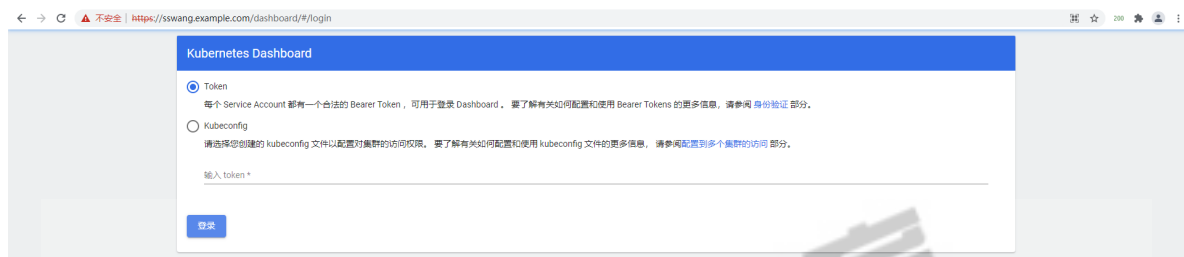 不安全 | https://sswang.example.com/dashboard/#/login
200
Kubernetes Dashboard
Token
每个 Service Account 都有一个合法的 Bearer Token ，可用于登录 Dashboard 。 要了解有关如何配置和使用 Bearer Tokens 的更多信息，请参阅 身份验证 部分。
Kubeconfig
请选择您创建的 kubeconfig 文件以配置对集群的访问权限。 要了解有关如何配置和使用 kubeconfig 文件的更多信息， 请参阅配置到多个集群的访问 部分。
输入 token *
登录